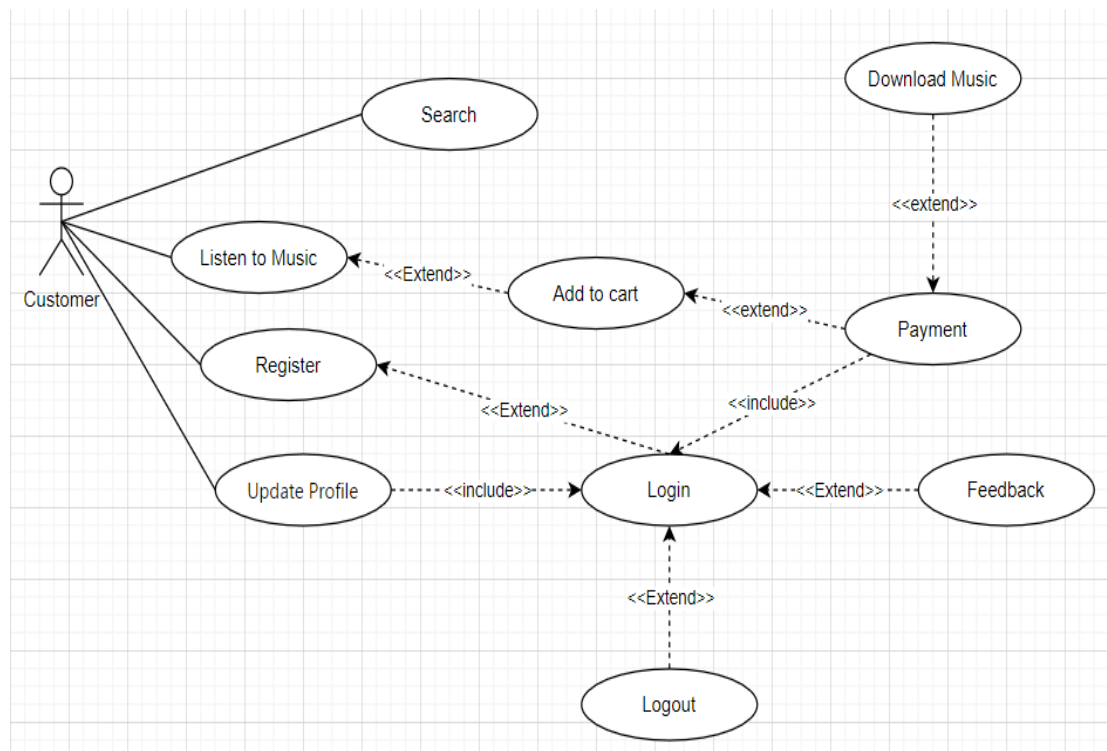 Download Music
Search
<<extend>>
Listen to Music
<<Extend>>
Add to cart
Customer
<<extend>>
Payment
Register
<<Extend>>
<<include>>
Update Profile
<<include>>
Login
<<Extend>>
Feedback
<<Extend>>
Logout